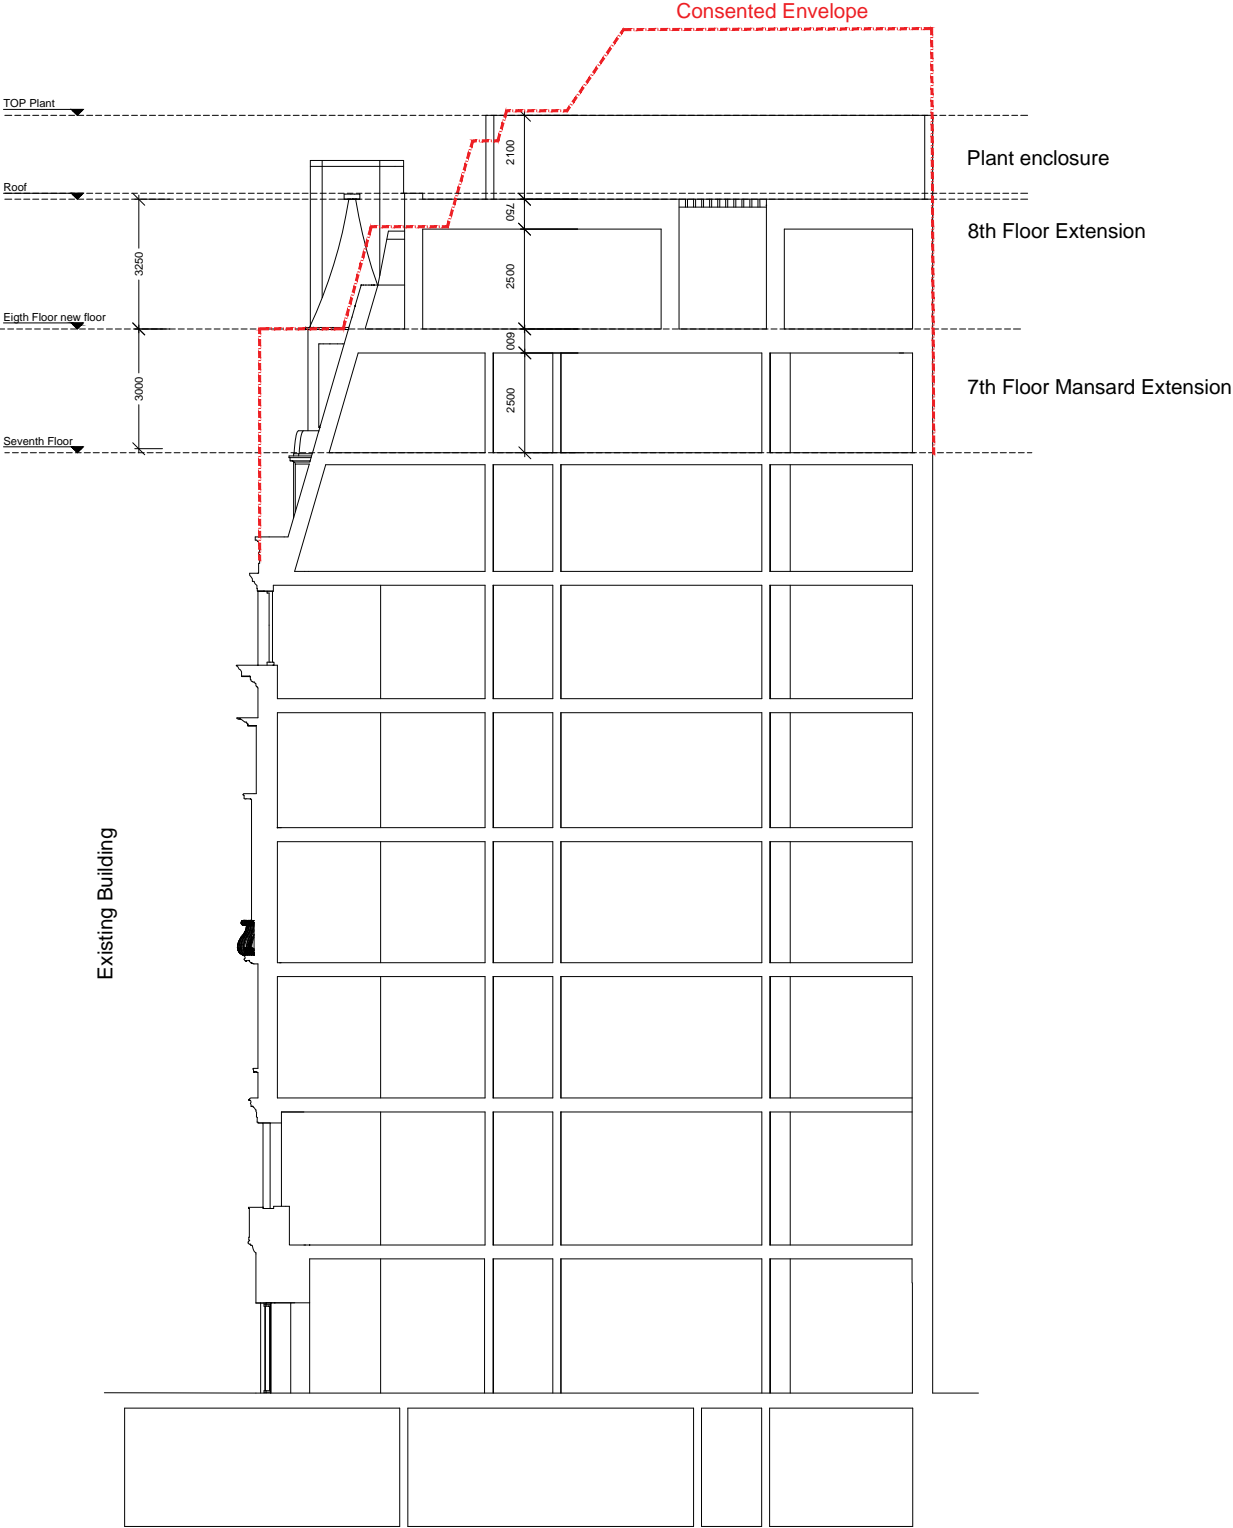 Consented Envelope
TOP Plant
2100
Plant enclosure
Roof
750
8th Floor Extension
3250
2500
Eigth Floor new floor
600
3000
2500
7th Floor Mansard Extension
Seventh Floor
Existing Building